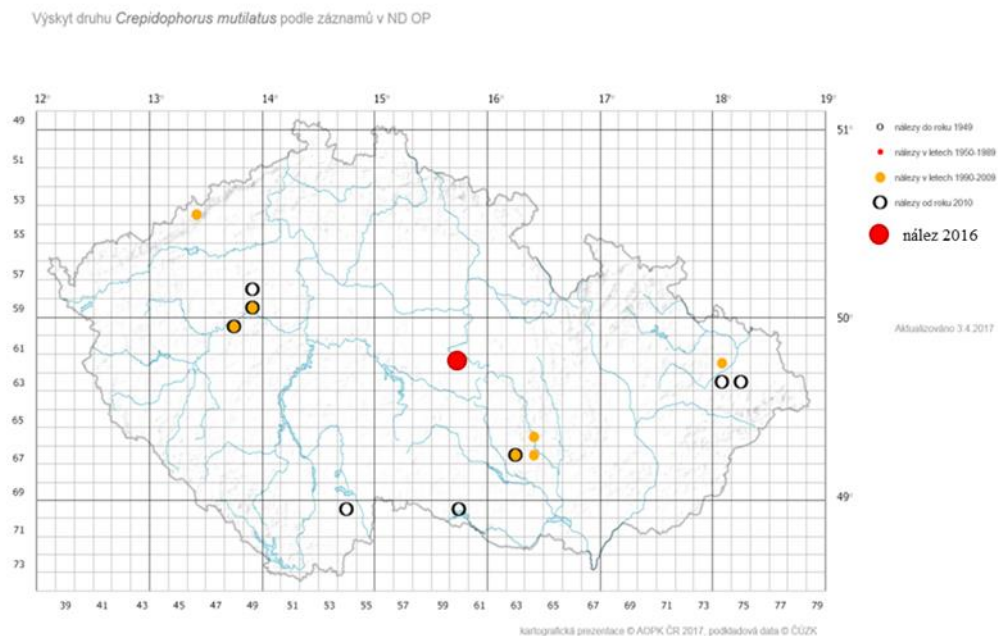 Výskyt druhu Crepidophorus mutilatus podle záznamů v ND OP
12° 13° 14° 15° 16° 17° 18° 19°
49
51
53
55
57
59
61
63
65
67
69
71
73
51°
50°
49°
39 41 43 45 47 49 51 53 55 57 59 61 63 65 67 69 71 73 75 77 79
nálezy do roku 1949
nálezy v letech 1950-1989
nálezy v letech 1990-2009
nálezy od roku 2010
nález 2016
Aktualizováno 3.4.2017
kartografická prezentace © AOPK ČR 2017, podkladová data © ČÚZK